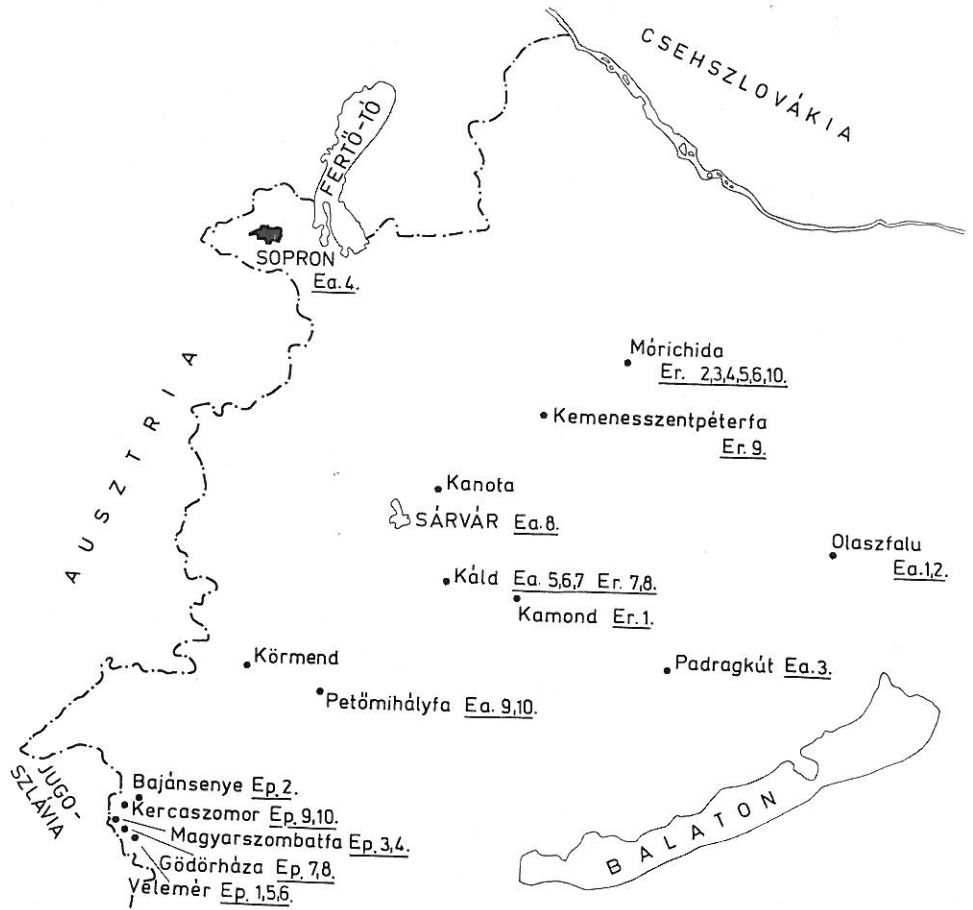 CSEHSZLOVÁKIA
FERTŐ-TÓ
SOPRON
Ea.4.
AUSZTRIA
Mórichida
Er. 2,3,4,5,6,10.
Kemenesszentpéterfa
Er.9.
Kanota
SÁRVÁR Ea.8.
Olaszfalu
Ea.1,2.
Káld Ea. 5,6,7 Er. 7,8.
Kamond Er.1.
Körmend
Padragkút Ea.3.
Petőmihályfa Ea. 9,10.
JUGO-
SZLÁVIA
Bajánsenye Ep.2.
Kercaszomor Ep.9,10.
Magyarszombatfa Ep.3,4.
Gödörháza Ep.7,8.
Velemér Ep.1,5,6.
BALATON